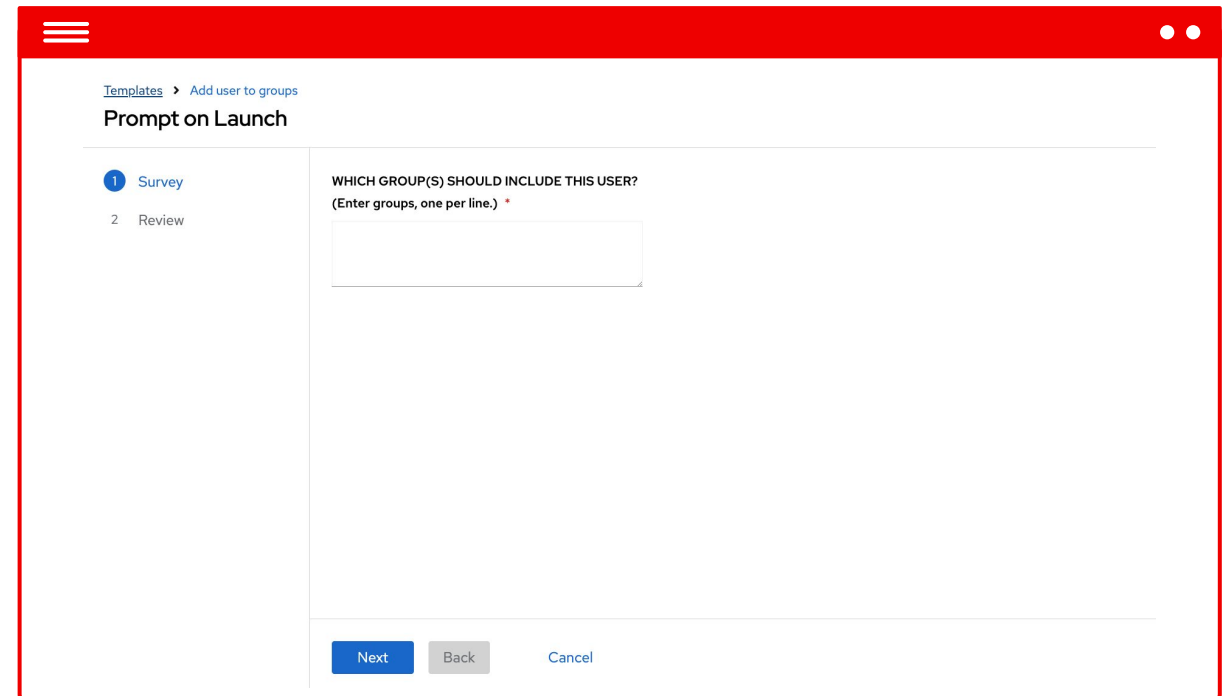 Templates > Add user to groups
Prompt on Launch
1 Survey
2 Review
WHICH GROUP(S) SHOULD INCLUDE THIS USER?
(Enter groups, one per line.) *
Next Back Cancel